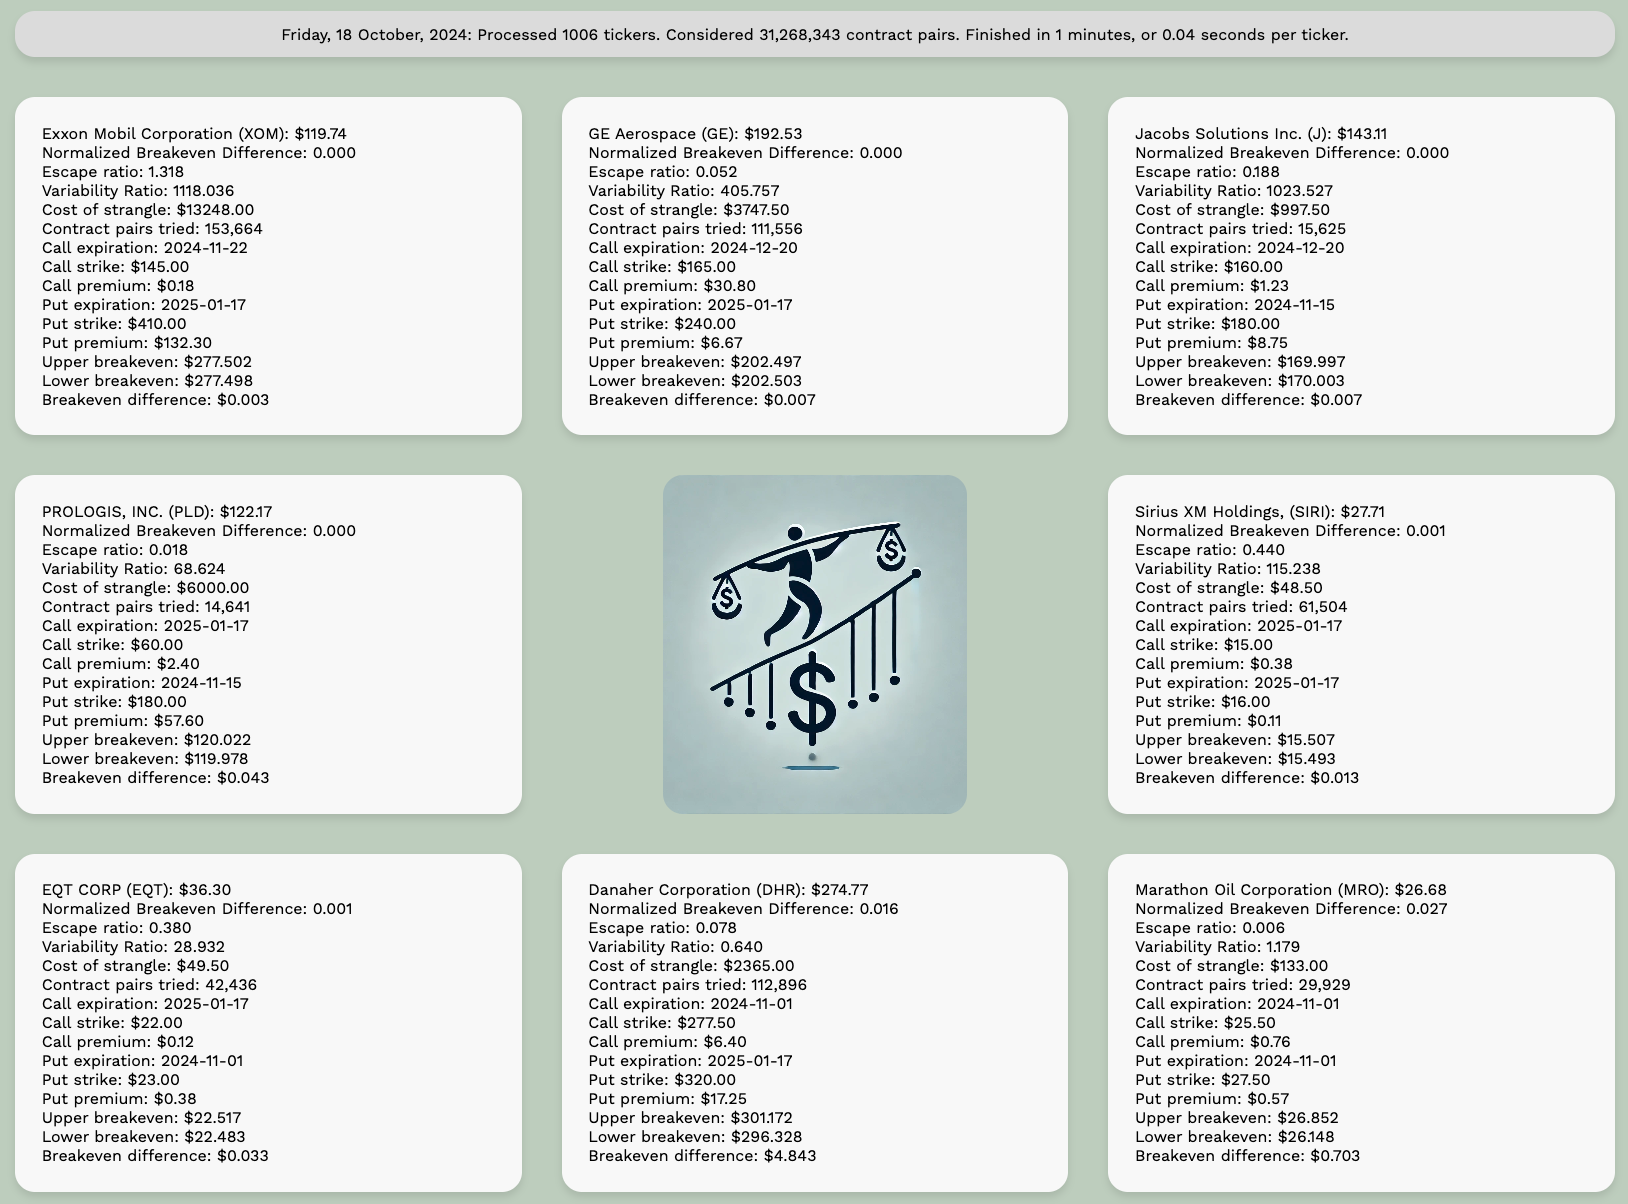 Friday, 18 October, 2024: Processed 1006 tickers. Considered 31,268,343 contract pairs. Finished in 1 minutes, or 0.04 seconds per ticker.
Exxon Mobil Corporation (XOM): $119.74
Normalized Breakeven Difference: 0.000
Escape ratio: 1.318
Variability Ratio: 1118.036
Cost of strangle: $13248.00
Contract pairs tried: 153,664
Call expiration: 2024-11-22
Call strike: $145.00
Call premium: $0.18
Put expiration: 2025-01-17
Put strike: $410.00
Put premium: $132.30
Upper breakeven: $277.502
Lower breakeven: $277.498
Breakeven difference: $0.003
GE Aerospace (GE): $192.53
Normalized Breakeven Difference: 0.000
Escape ratio: 0.052
Variability Ratio: 405.757
Cost of strangle: $3747.50
Contract pairs tried: 111,556
Call expiration: 2024-12-20
Call strike: $165.00
Call premium: $30.80
Put expiration: 2025-01-17
Put strike: $240.00
Put premium: $6.67
Upper breakeven: $202.497
Lower breakeven: $202.503
Breakeven difference: $0.007
Jacobs Solutions Inc. (J): $143.11
Normalized Breakeven Difference: 0.000
Escape ratio: 0.188
Variability Ratio: 1023.527
Cost of strangle: $997.50
Contract pairs tried: 15,625
Call expiration: 2024-12-20
Call strike: $160.00
Call premium: $1.23
Put expiration: 2024-11-15
Put strike: $180.00
Put premium: $8.75
Upper breakeven: $169.997
Lower breakeven: $170.003
Breakeven difference: $0.007
PROLOGIS, INC. (PLD): $122.17
Normalized Breakeven Difference: 0.000
Escape ratio: 0.018
Variability Ratio: 68.624
Cost of strangle: $6000.00
Contract pairs tried: 14,641
Call expiration: 2025-01-17
Call strike: $60.00
Call premium: $2.40
Put expiration: 2024-11-15
Put strike: $180.00
Put premium: $57.60
Upper breakeven: $120.022
Lower breakeven: $119.978
Breakeven difference: $0.043
$
$
$
Sirius XM Holdings, (SIRI): $27.71
Normalized Breakeven Difference: 0.001
Escape ratio: 0.440
Variability Ratio: 115.238
Cost of strangle: $48.50
Contract pairs tried: 61,504
Call expiration: 2025-01-17
Call strike: $15.00
Call premium: $0.38
Put expiration: 2025-01-17
Put strike: $16.00
Put premium: $0.11
Upper breakeven: $15.507
Lower breakeven: $15.493
Breakeven difference: $0.013
EQT CORP (EQT): $36.30
Normalized Breakeven Difference: 0.001
Escape ratio: 0.380
Variability Ratio: 28.932
Cost of strangle: $49.50
Contract pairs tried: 42,436
Call expiration: 2025-01-17
Call strike: $22.00
Call premium: $0.12
Put expiration: 2024-11-01
Put strike: $23.00
Put premium: $0.38
Upper breakeven: $22.517
Lower breakeven: $22.483
Breakeven difference: $0.033
Danaher Corporation (DHR): $274.77
Normalized Breakeven Difference: 0.016
Escape ratio: 0.078
Variability Ratio: 0.640
Cost of strangle: $2365.00
Contract pairs tried: 112,896
Call expiration: 2024-11-01
Call strike: $277.50
Call premium: $6.40
Put expiration: 2025-01-17
Put strike: $320.00
Put premium: $17.25
Upper breakeven: $301.172
Lower breakeven: $296.328
Breakeven difference: $4.843
Marathon Oil Corporation (MRO): $26.68
Normalized Breakeven Difference: 0.027
Escape ratio: 0.006
Variability Ratio: 1.179
Cost of strangle: $133.00
Contract pairs tried: 29,929
Call expiration: 2024-11-01
Call strike: $25.50
Call premium: $0.76
Put expiration: 2024-11-01
Put strike: $27.50
Put premium: $0.57
Upper breakeven: $26.852
Lower breakeven: $26.148
Breakeven difference: $0.703